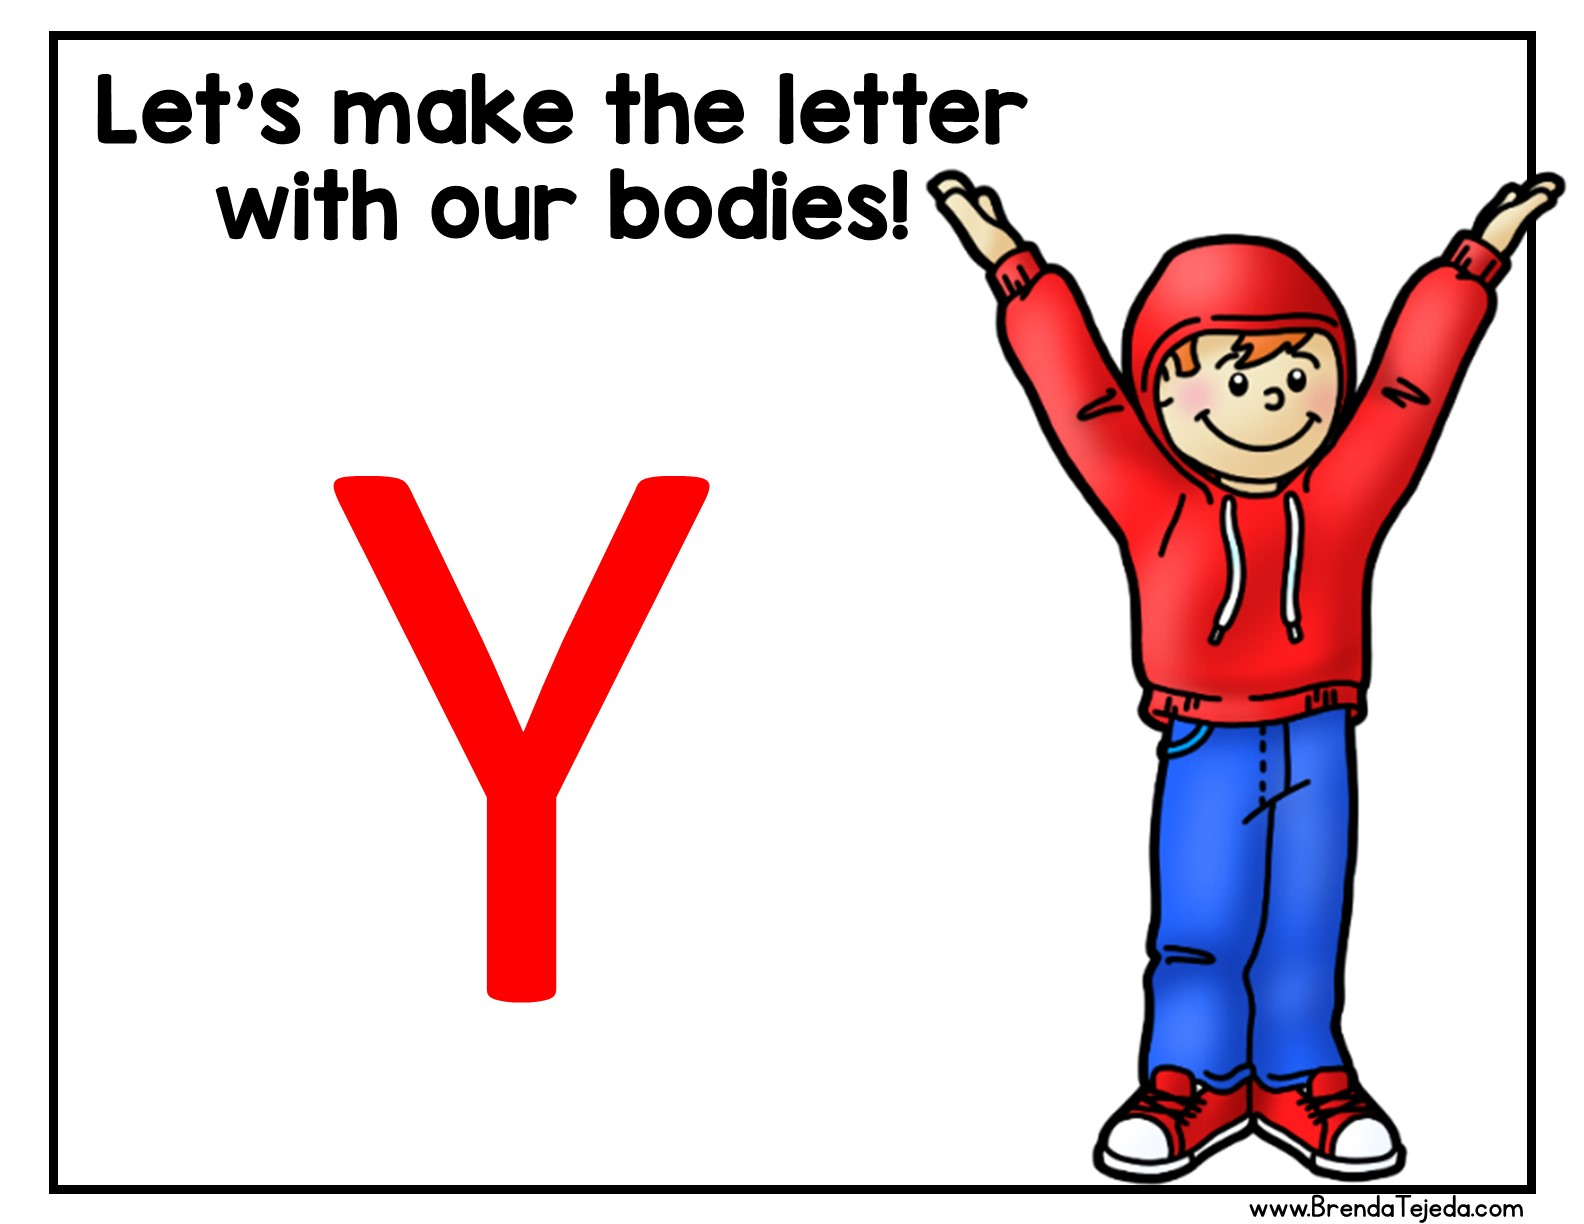 Let's make the letter
with our bodies!
Y
www.BrendaTejeda.com